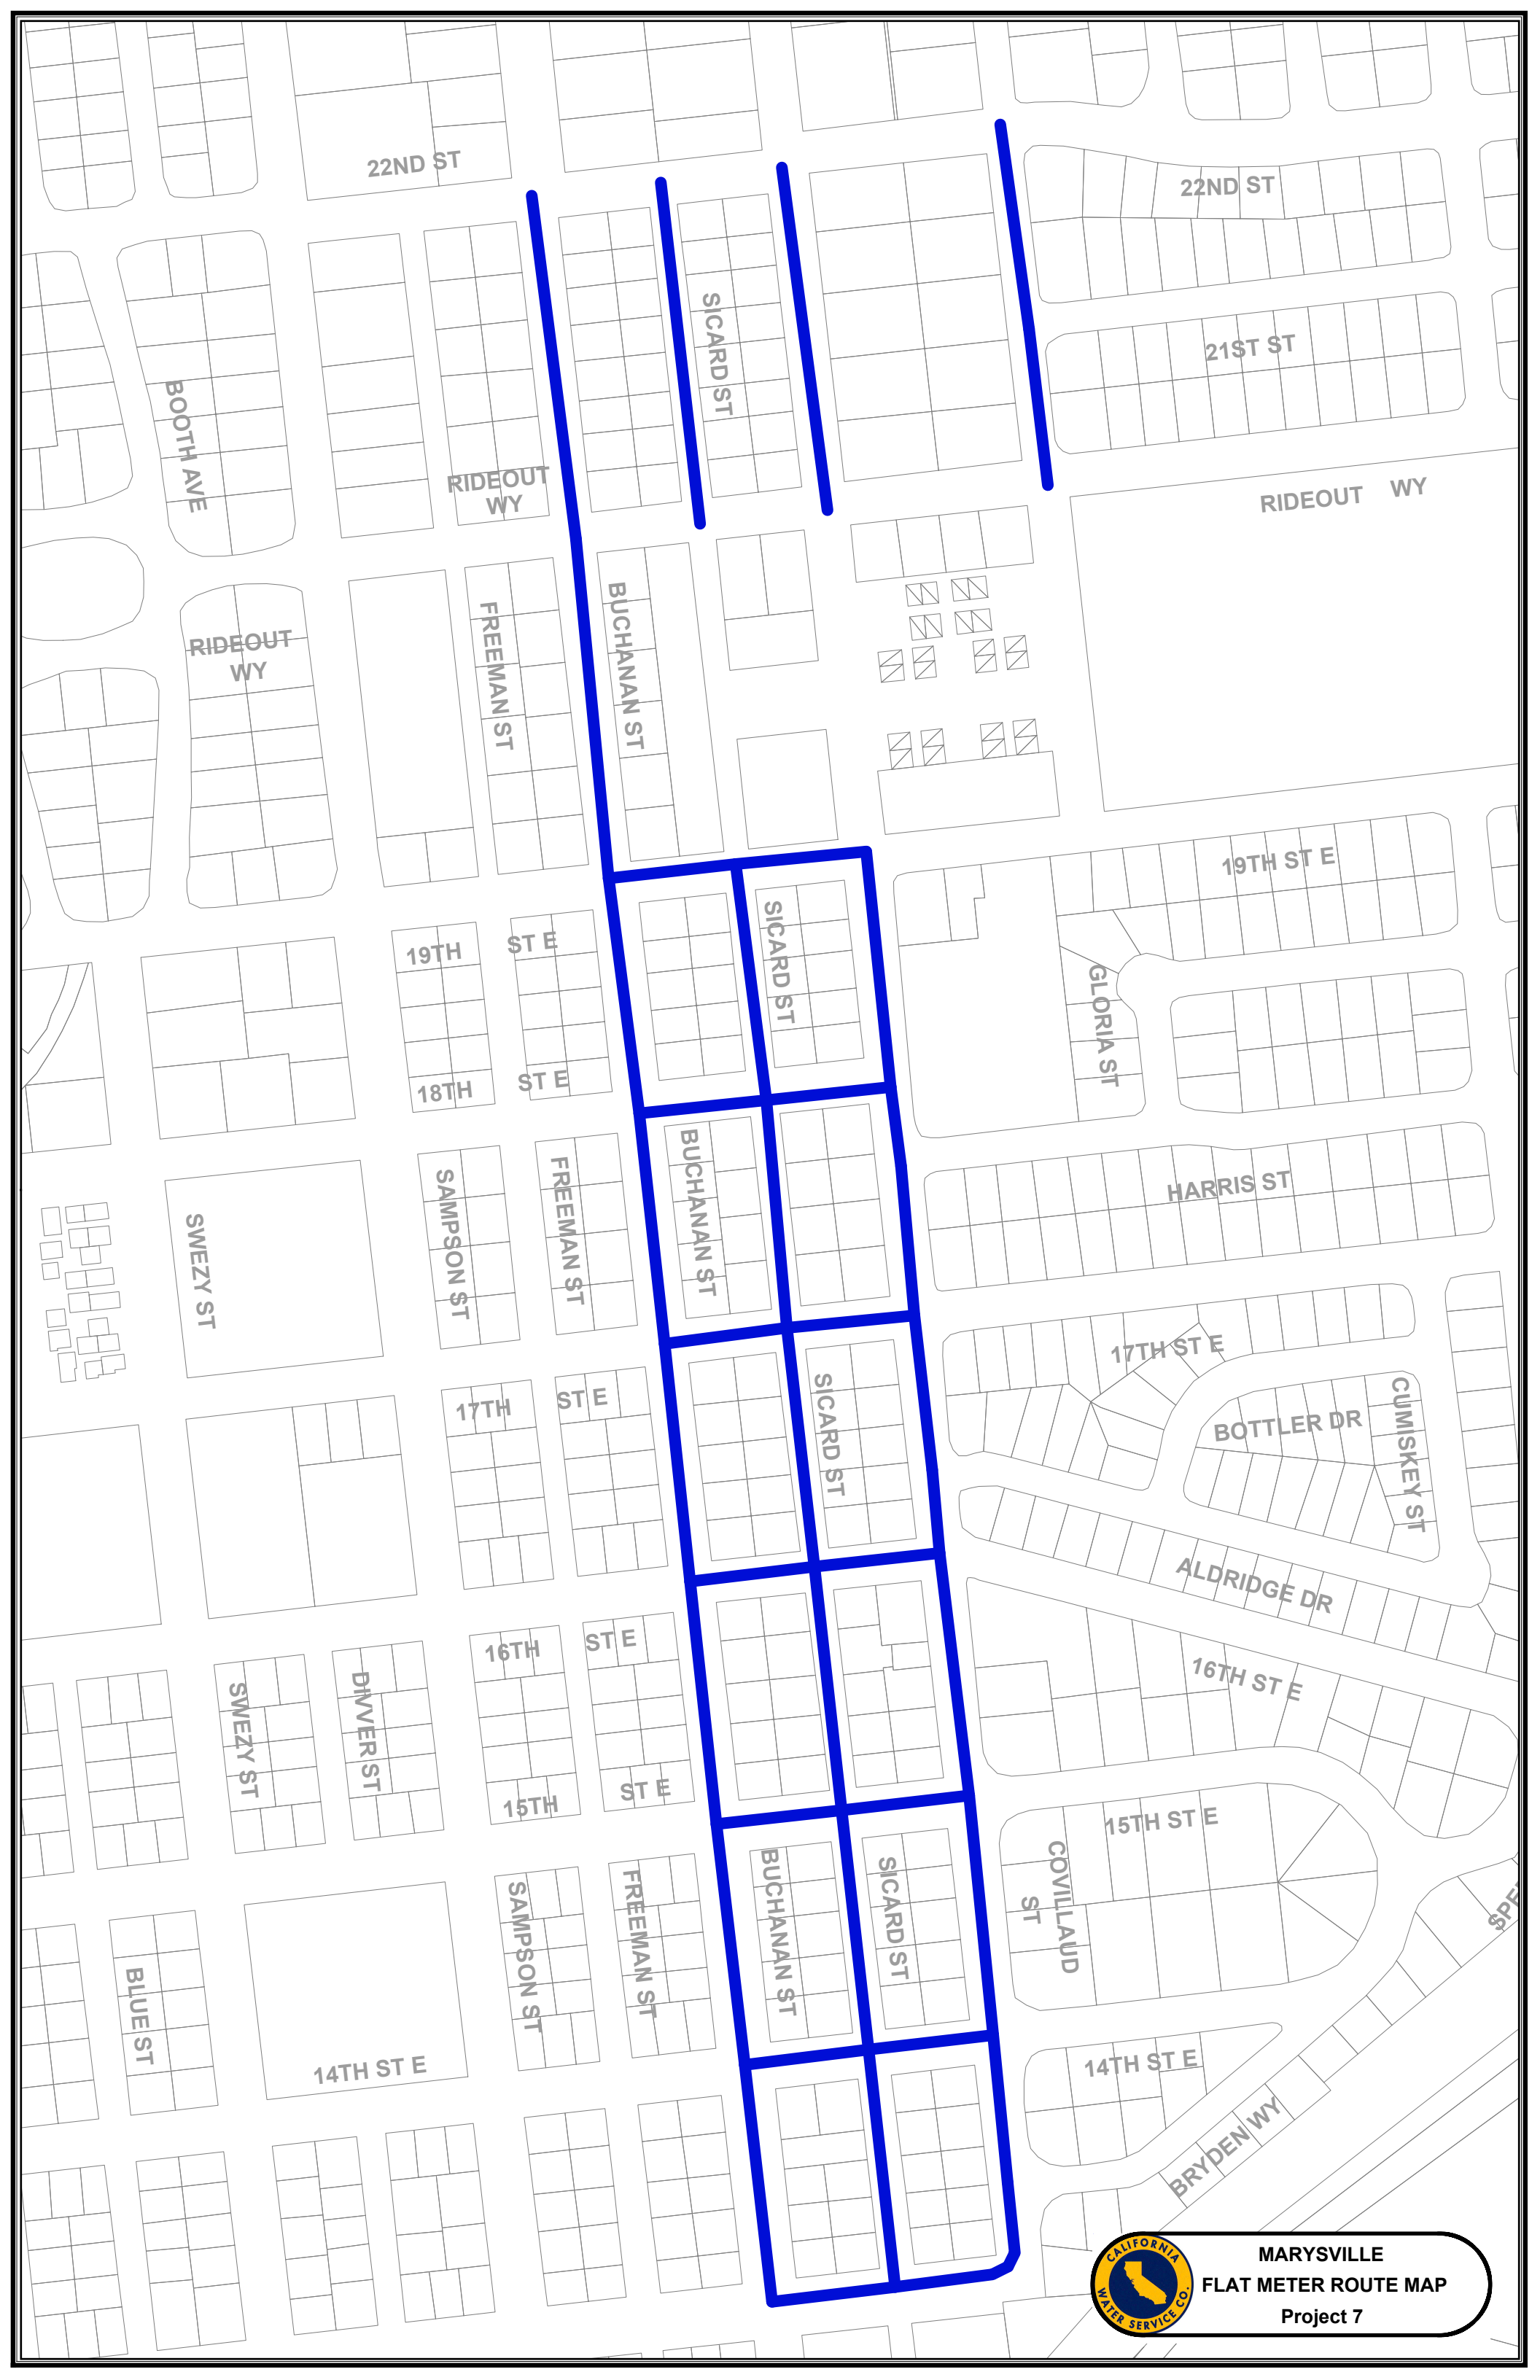 22ND ST
22ND ST
SICARD ST
21ST ST
BOOTH AVE
RIDEOUT
WY
RIDEOUT WY
FREEMAN ST
BUCHANAN ST
RIDEOUT
WY
19TH ST E
SICARD ST
19TH ST E
GLORIA ST
18TH ST E
BUCHANAN ST
SAMPSON ST
FREEMAN ST
HARRIS ST
SWEZY ST
17TH ST E
SICARD ST
17TH ST E
CUMISKEY ST
BOTTLER DR
ALDRIDGE DR
16TH ST E
16TH ST E
SWEZY ST
DIVVER ST
15TH ST E
15TH ST E
COVILLAUD
ST
BUCHANAN ST
SICARD ST
SAMPSON ST
FREEMAN ST
BLUE ST
14TH ST E
14TH ST E
BRYDEN WY
CALIFORNIA
WATER SERVICE CO.
MARYSVILLE
FLAT METER ROUTE MAP
Project 7